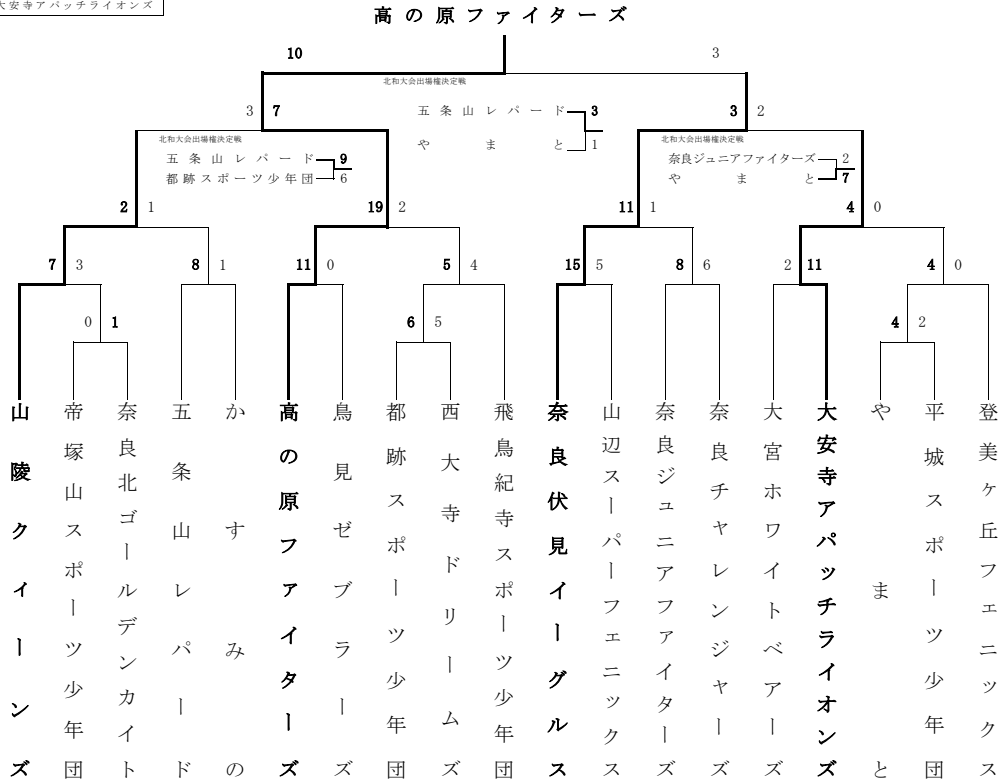 大安寺アパッチライオンズ
高の原ファイターズ
10 3
北和大会出場権決定戦
3 7
五条山レパード 3
やまと 1
3 2
北和大会出場権決定戦
五条山レパード 9
都跡スポーツ少年団 6
北和大会出場権決定戦
奈良ジュニアファイターズ 2
やまと 7
2 1
19 2
11 1
4 0
7 3
8 1
11 0
5 4
15 5
8 6
2 11
4 0
0 1
6 5
4 2
山陵クィーンズ
帝塚山スポーツ少年団
奈良北ゴールデンカイト
五条山レパード
かすみの
高の原ファイターズ
鳥見ゼブラーズ
都跡スポーツ少年団
西大寺ドリームズ
飛鳥紀寺スポーツ少年団
奈良伏見イーグルス
山辺スーパーフェニックス
奈良ジュニアファイターズ
奈良チャレンジャーズ
大宮ホワイトベアーズ
大安寺アパッチライオンズ
やまと
平城スポーツ少年団
登美ヶ丘フェニックス